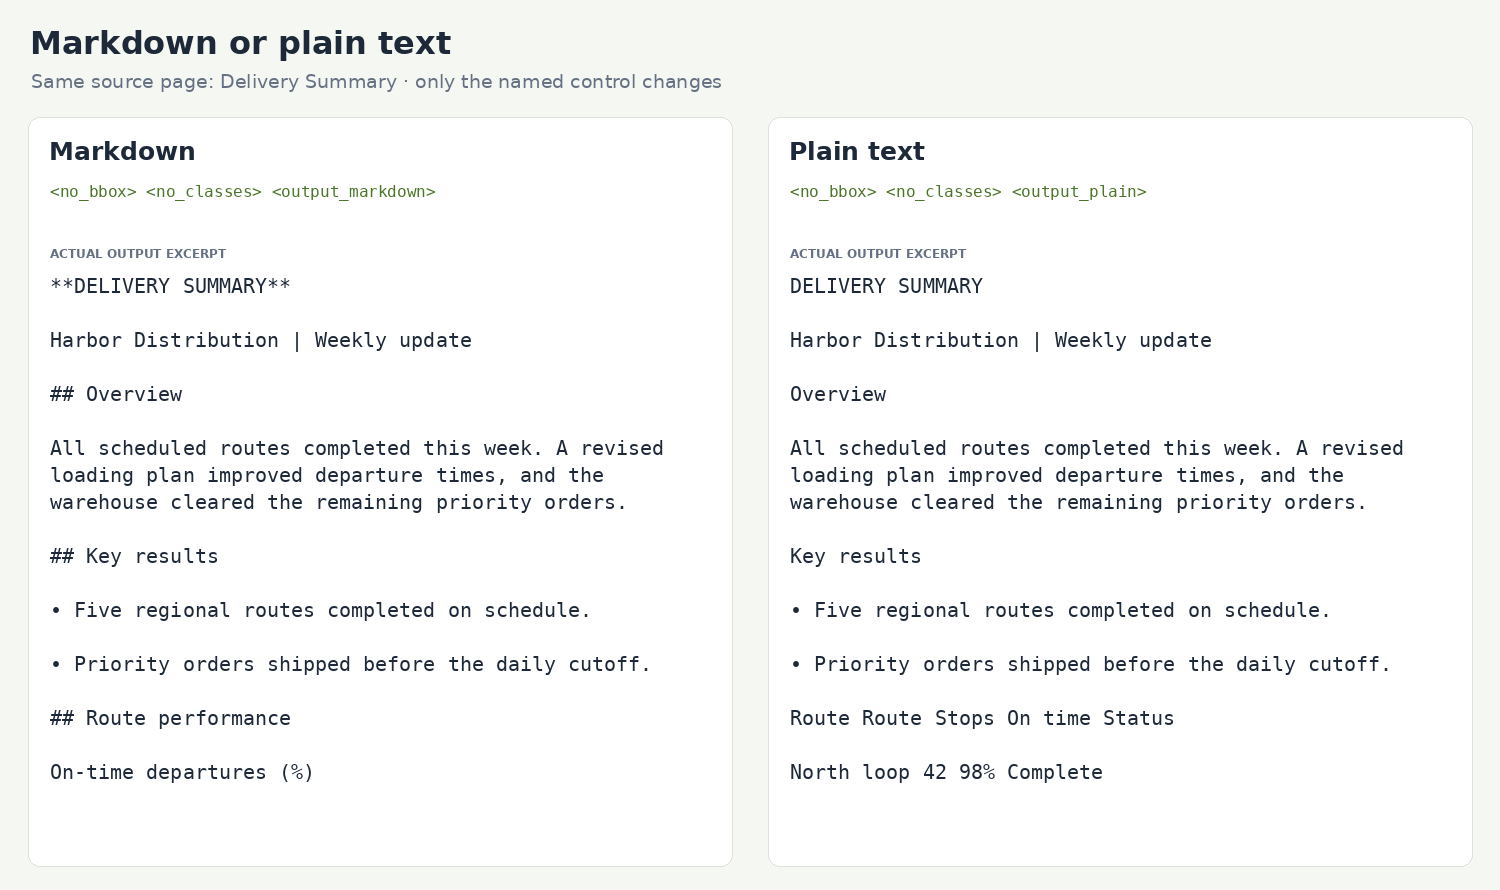 Markdown or plain text
Same source page: Delivery Summary · only the named control changes
Markdown
<no_bbox> <no_classes> <output_markdown>
ACTUAL OUTPUT EXCERPT
**DELIVERY SUMMARY**
Harbor Distribution | Weekly update
## Overview
All scheduled routes completed this week. A revised
loading plan improved departure times, and the
warehouse cleared the remaining priority orders.
## Key results
• Five regional routes completed on schedule.
• Priority orders shipped before the daily cutoff.
## Route performance
On-time departures (%)
Plain text
<no_bbox> <no_classes> <output_plain>
ACTUAL OUTPUT EXCERPT
DELIVERY SUMMARY
Harbor Distribution | Weekly update
Overview
All scheduled routes completed this week. A revised
loading plan improved departure times, and the
warehouse cleared the remaining priority orders.
Key results
• Five regional routes completed on schedule.
• Priority orders shipped before the daily cutoff.
Route Route Stops On time Status
North loop 42 98% Complete